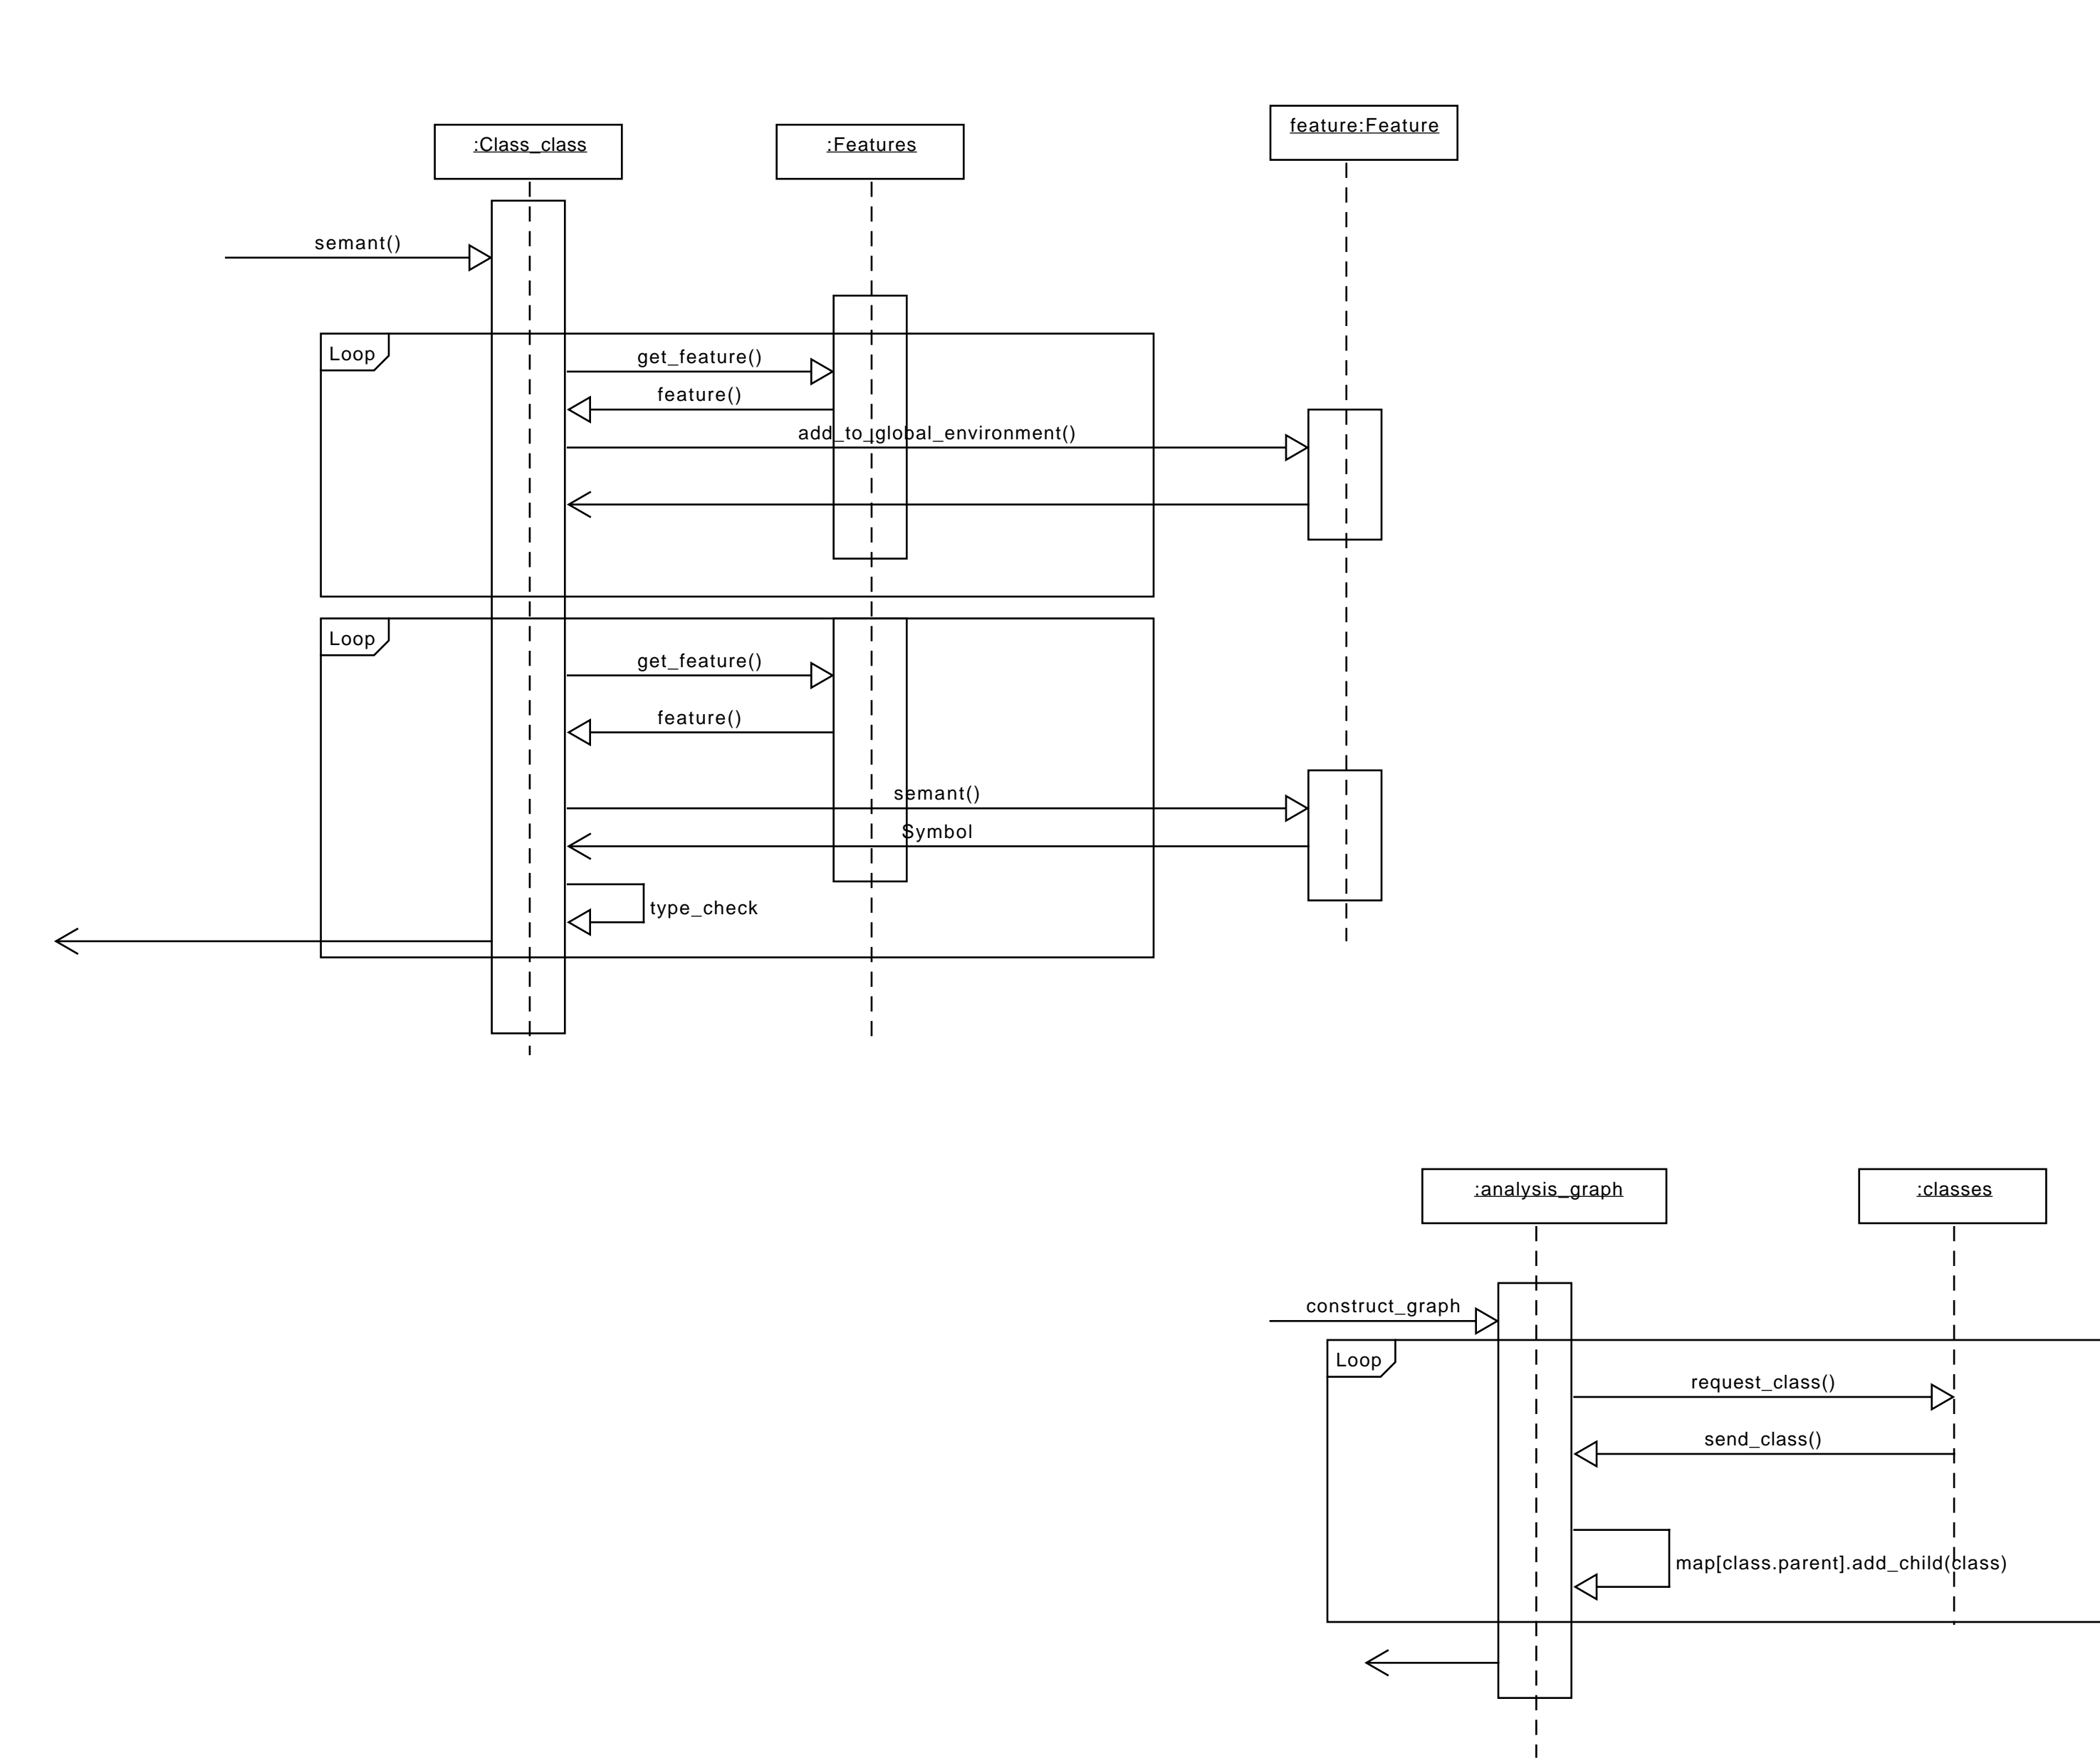 :Class_class
:Features
feature:Feature
semant()
Loop
get_feature()
feature()
add_to_global_environment()
Loop
get_feature()
feature()
semant()
Symbol
type_check
:analysis_graph
:classes
construct_graph
Loop
request_class()
send_class()
map[class.parent].add_child(class)